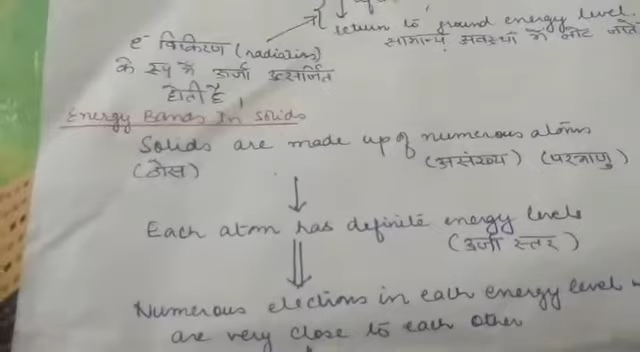 return to ground energy level.
सामान्य अवस्था में लौट जाते
e⁻ विकिरण (radiation)
के रूप में ऊर्जा उत्सर्जित
होती है।
Energy Bands In Solids
Solids are made up of numerous atoms
(ठोस) (असंख्य) (परमाणु)
Each atom has definite energy levels
(ऊर्जा स्तर)
Numerous electrons in each energy level
are very close to each other